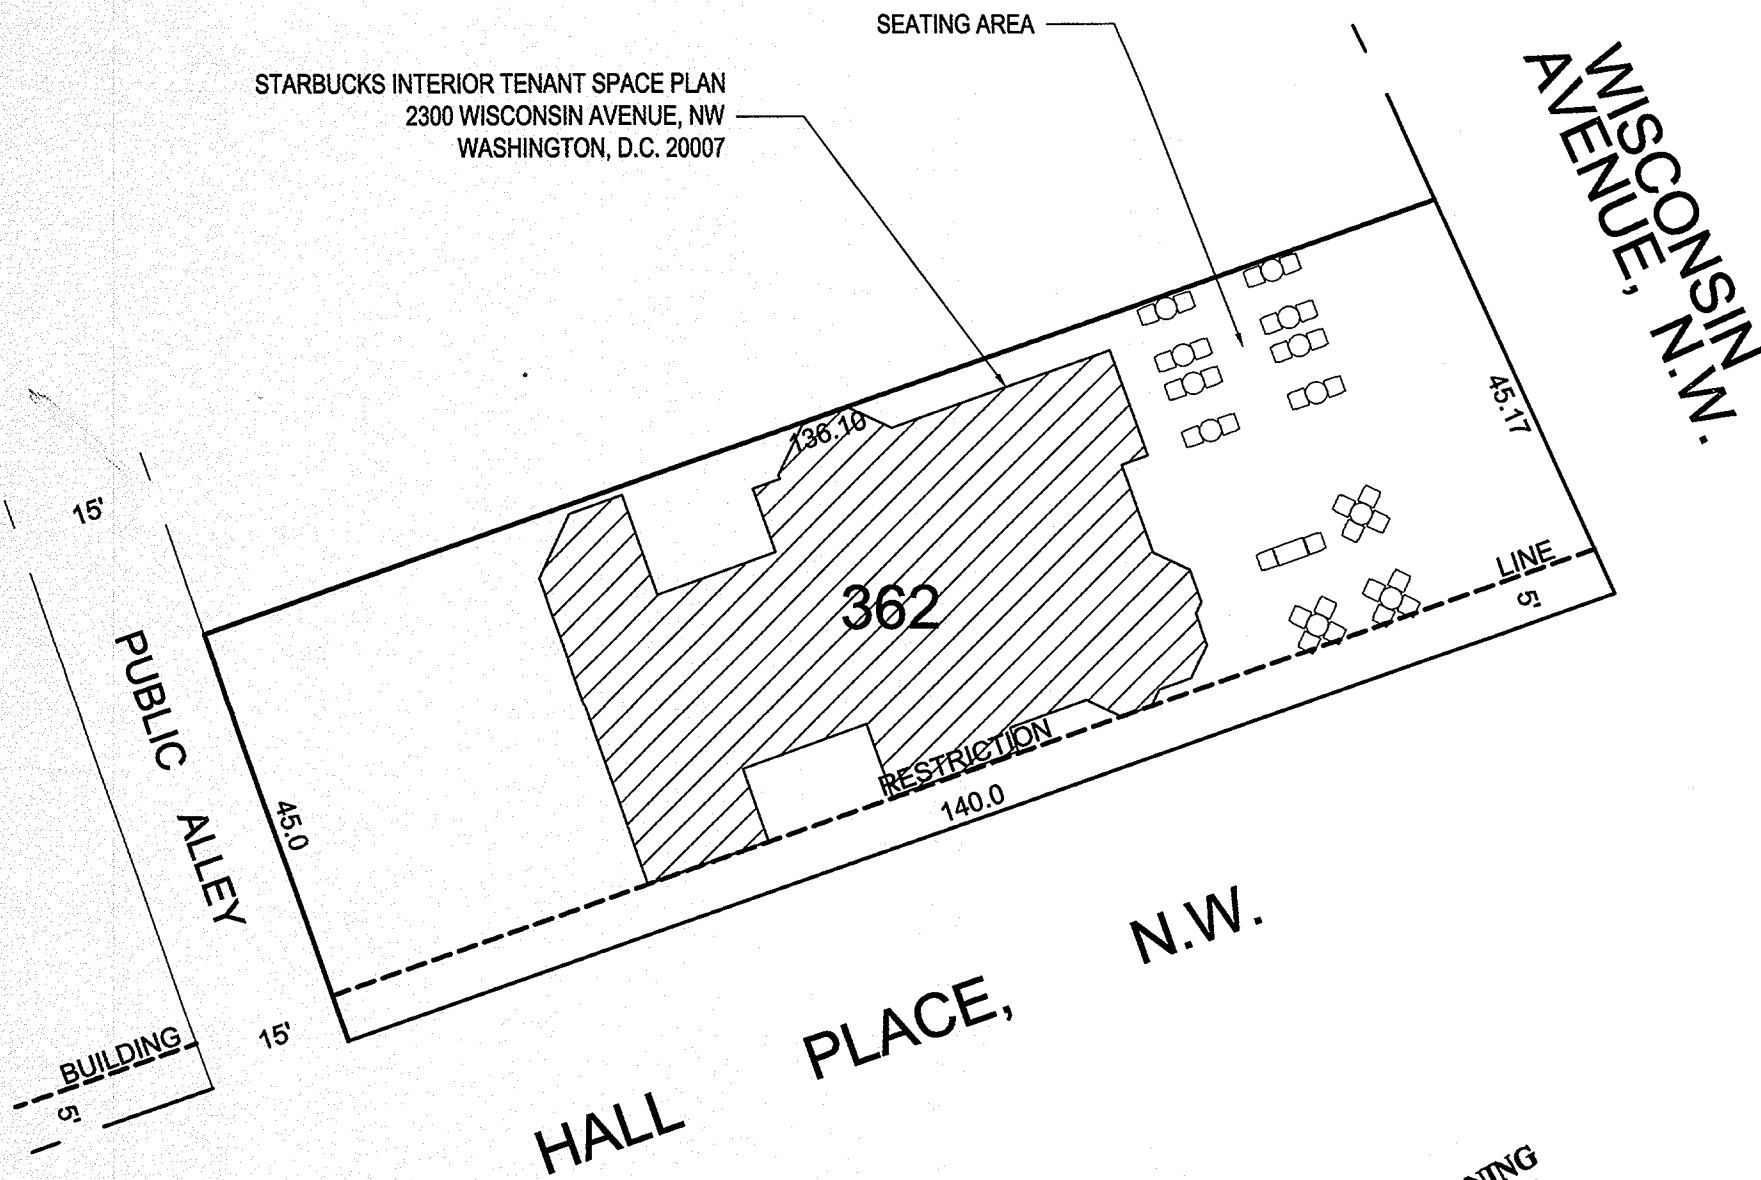 SEATING AREA
STARBUCKS INTERIOR TENANT SPACE PLAN
2300 WISCONSIN AVENUE, NW
WASHINGTON, D.C. 20007
WISCONSIN
AVENUE, N.W.
136.10
45.17
15'
362
LINE
5'
PUBLIC ALLEY
45.0
RESTRICTION
140.0
15'
BUILDING
5'
HALL PLACE, N.W.